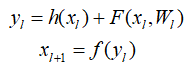 y_l = h(x_l) + F(x_l, W_l)
x_{l+1} = f(y_l)